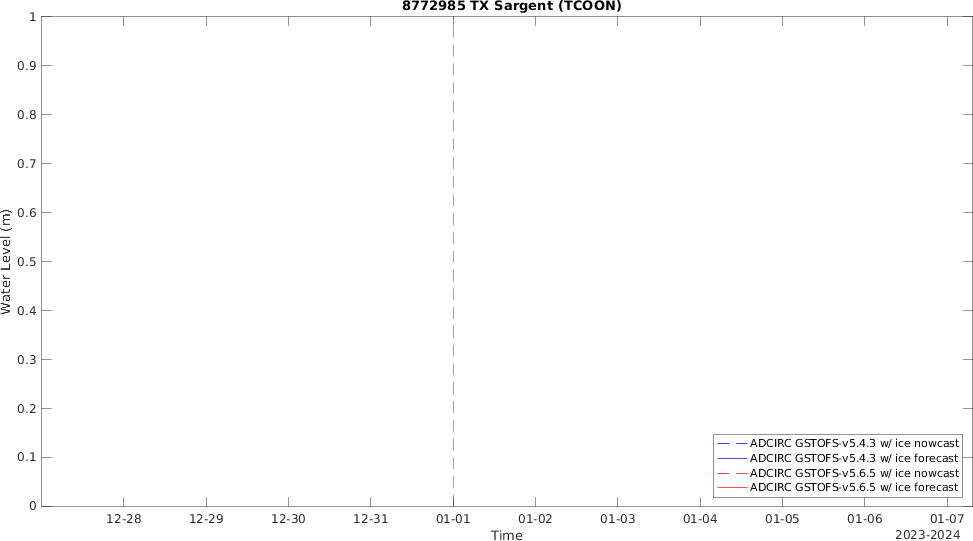 8772985 TX Sargent (TCOON)
1
0.9
0.8
0.7
0.6
0.5
0.4
0.3
0.2
0.1
0
Water Level (m)
ADCIRC GSTOFS-v5.4.3 w/ ice nowcast
ADCIRC GSTOFS-v5.4.3 w/ ice forecast
ADCIRC GSTOFS-v5.6.5 w/ ice nowcast
ADCIRC GSTOFS-v5.6.5 w/ ice forecast
12-28 12-29 12-30 12-31 01-01 01-02 01-03 01-04 01-05 01-06 01-07
Time
2023-2024